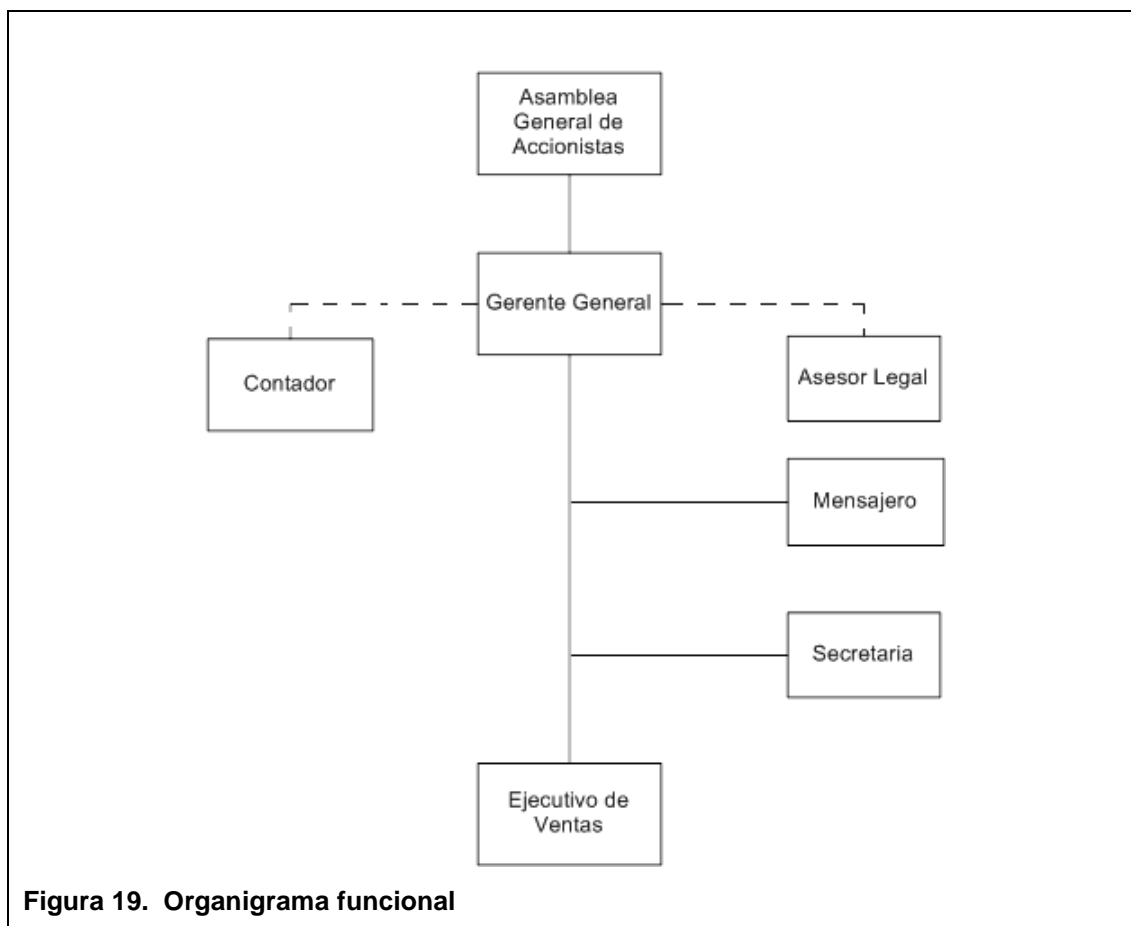 Asamblea
General de
Accionistas
Gerente General
Contador
Asesor Legal
Mensajero
Secretaria
Ejecutivo de
Ventas
Figura 19. Organigrama funcional